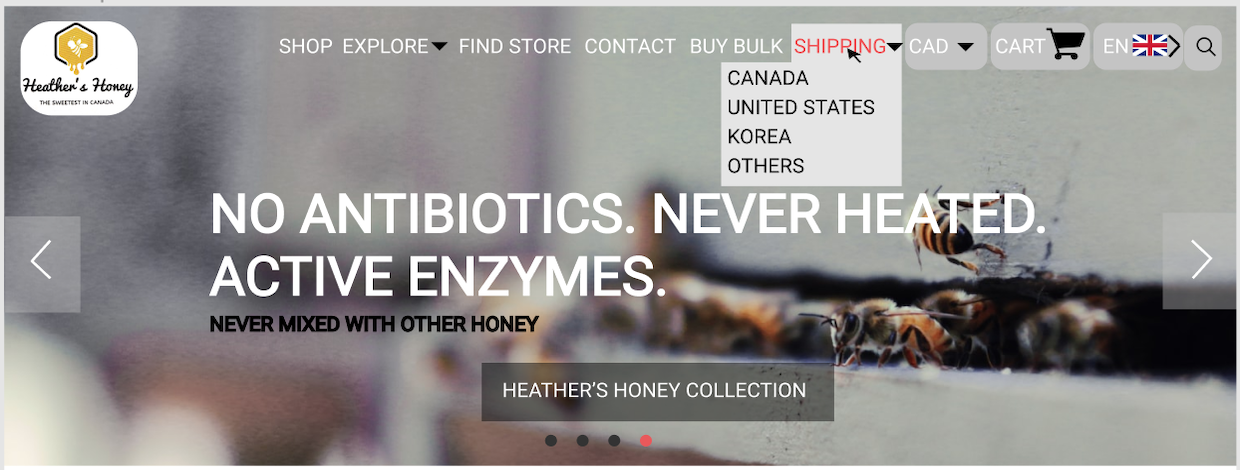 Heather's Honey
THE SWEETEST IN CANADA
SHOP EXPLORE FIND STORE CONTACT BUY BULK SHIPPING CAD CART EN
CANADA
UNITED STATES
KOREA
OTHERS
NO ANTIBIOTICS. NEVER HEATED.
ACTIVE ENZYMES.
NEVER MIXED WITH OTHER HONEY
HEATHER'S HONEY COLLECTION